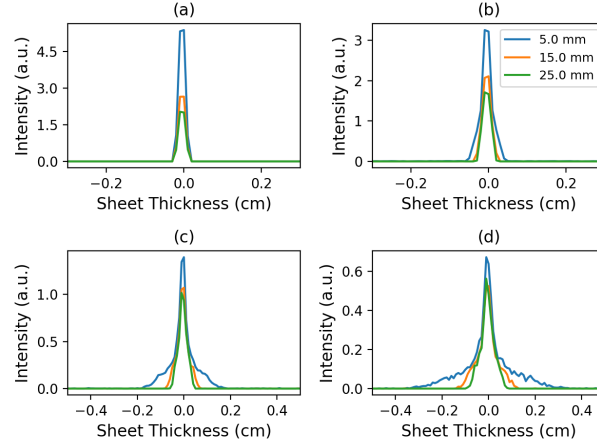 (a)
Intensity (a.u.)
4.5
3.0
1.5
0.0
−0.2 0.0 0.2
Sheet Thickness (cm)
(b)
Intensity (a.u.)
3
2
1
0
−0.2 0.0 0.2
Sheet Thickness (cm)
5.0 mm
15.0 mm
25.0 mm
(c)
Intensity (a.u.)
1.0
0.5
0.0
−0.4 −0.2 0.0 0.2 0.4
Sheet Thickness (cm)
(d)
Intensity (a.u.)
0.6
0.4
0.2
0.0
−0.4 −0.2 0.0 0.2 0.4
Sheet Thickness (cm)